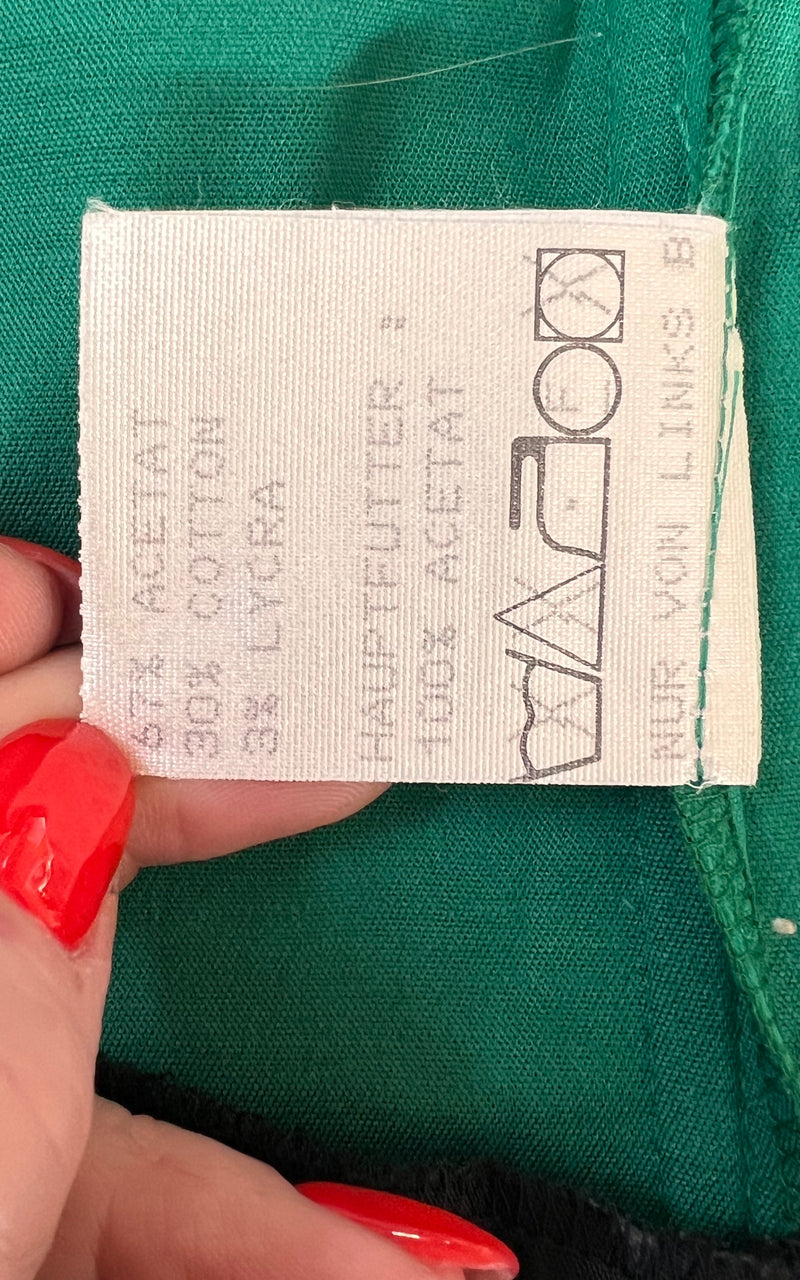 67% ACETAT
30% COTTON
3% LYCRA
HAUPTFUTTER :
100% ACETAT
F
NUR VON LINKS B